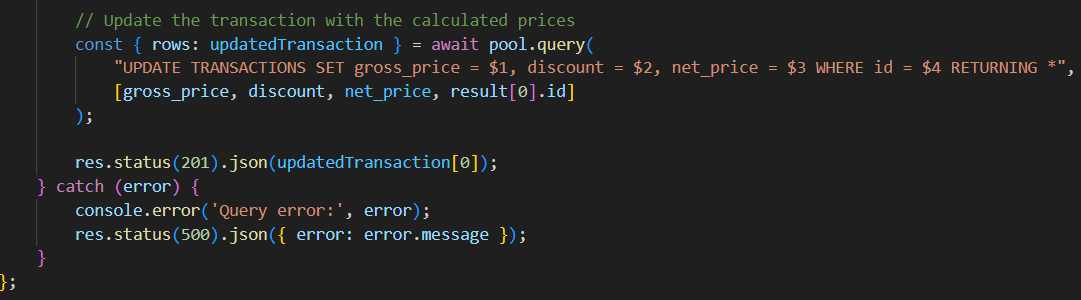 // Update the transaction with the calculated prices
const { rows: updatedTransaction } = await pool.query(
"UPDATE TRANSACTIONS SET gross_price = $1, discount = $2, net_price = $3 WHERE id = $4 RETURNING *",
[gross_price, discount, net_price, result[0].id]
);
res.status(201).json(updatedTransaction[0]);
} catch (error) {
console.error('Query error:', error);
res.status(500).json({ error: error.message });
}
};